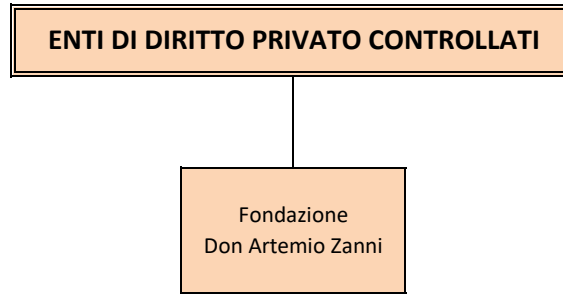 ENTI DI DIRITTO PRIVATO CONTROLLATI
Fondazione
Don Artemio Zanni